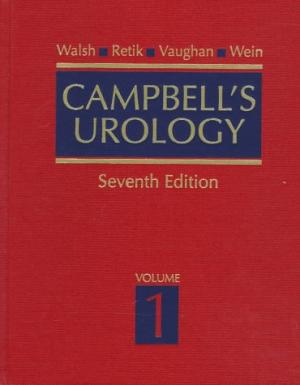 Walsh ■ Retik ■ Vaughan ■ Wein
CAMPBELL'S
UROLOGY
Seventh Edition
VOLUME
1